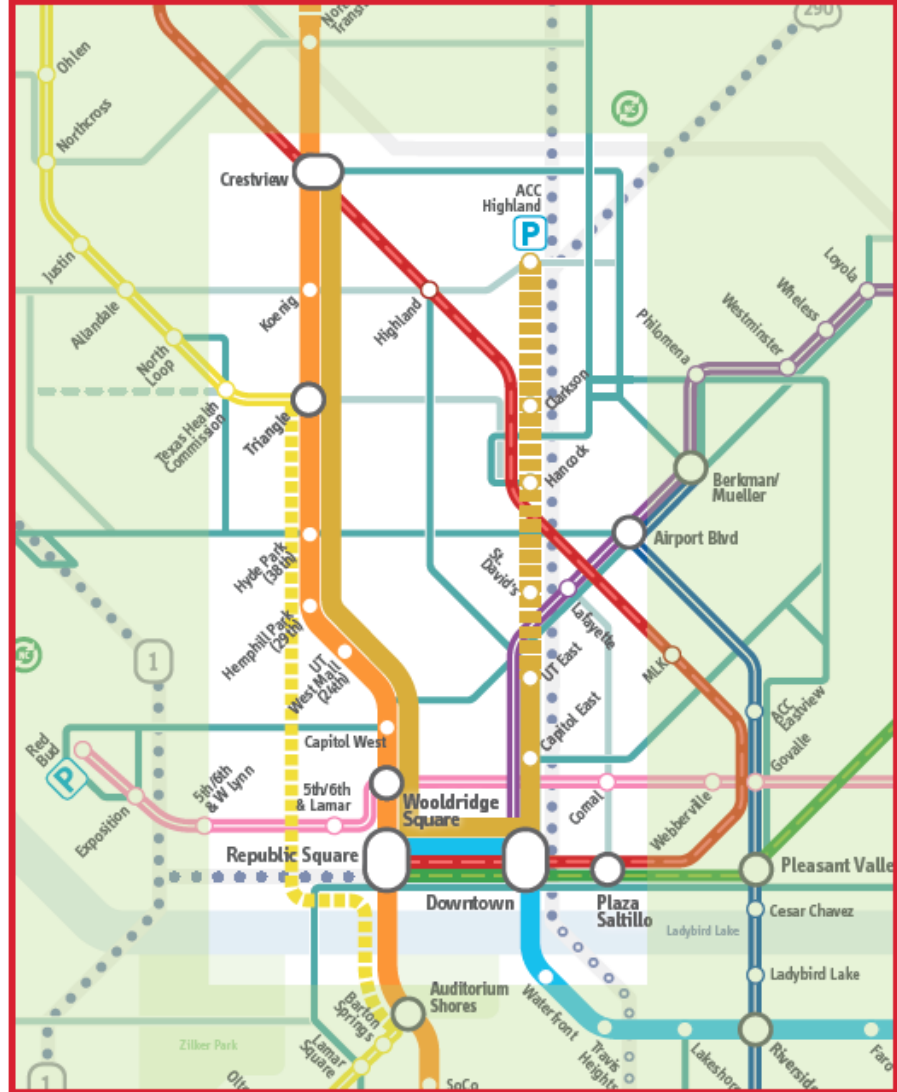 290
Ohlen
Northcross
Crestview
ACC
Highland
P
Justin
Allandale
North
Loop
Texas Health
Commission
Koenig
Triangle
Highland
Clarkson
Hancock
Philomena
Westminster
Wheless
Loyola
Berkman/
Mueller
Airport Blvd
Hyde Park
(38th)
Hemphill Park
(29th)
UT
West Mall
(24th)
St.
David's
Lafayette
UT East
MLK
ACC
Eastview
1
Capitol West
Capitol East
Govalle
Red
Bud
P
Exposition
5th/6th
& W Lynn
5th/6th
& Lamar
Wooldridge
Square
Comal
Webberville
Republic Square
Downtown
Plaza
Saltillo
Pleasant Valle
Cesar Chavez
Ladybird Lake
Ladybird Lake
Auditorium
Shores
Waterfront
Travis
Heights
Lakeshor
Riverside
Faro
Barton
Springs
Lamar
Square
Zilker Park
1
SoCo